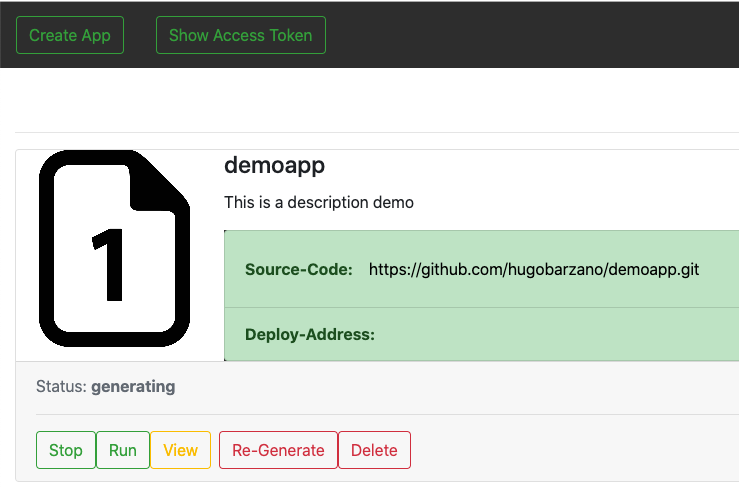 Create App Show Access Token
demoapp
This is a description demo
1
Source-Code: https://github.com/hugobarzano/demoapp.git
Deploy-Address:
Status: generating
Stop Run View Re-Generate Delete